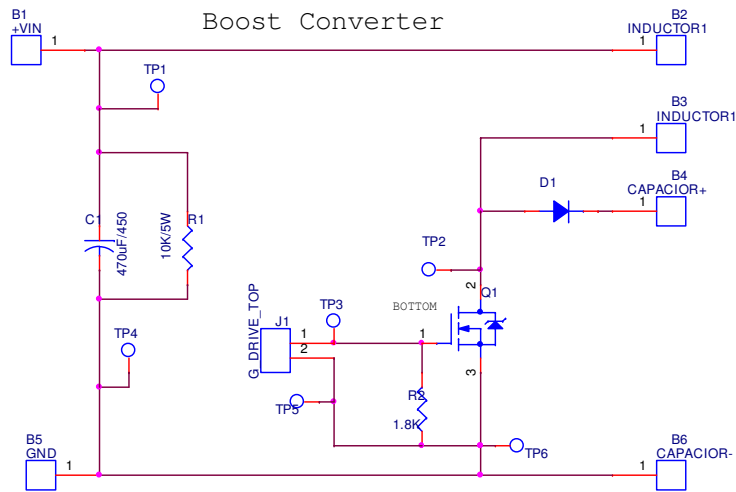 Boost Converter
B1
+VIN
1
B2
INDUCTOR1
1
TP1
B3
INDUCTOR1
1
D1
B4
CAPACIOR+
1
C1
470uF/450
10K/5W
R1
TP2
2
Q1
BOTTOM
G_DRIVE_TOP
J1
1
2
TP3
1
3
TP4
R2
1.8K
TP5
TP6
B5
GND
1
B6
CAPACIOR-
1